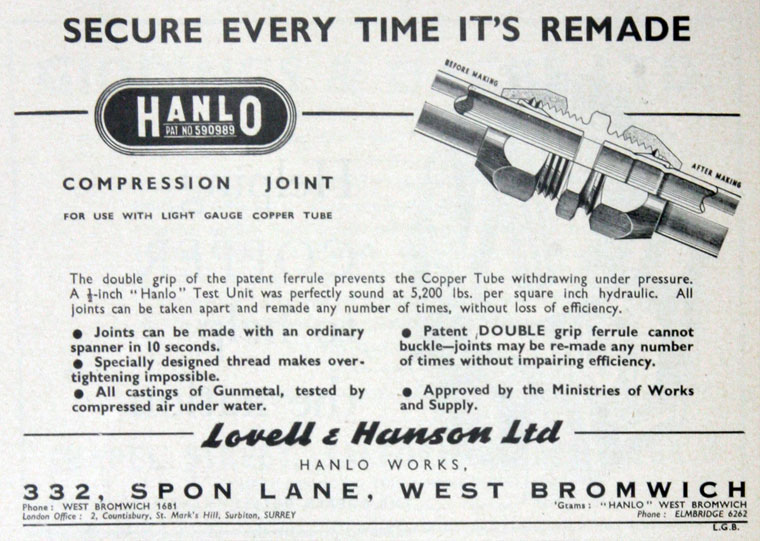 SECURE EVERY TIME IT'S REMADE
HANLO
PAT NO 590989
BEFORE MAKING
AFTER MAKING
COMPRESSION JOINT
FOR USE WITH LIGHT GAUGE COPPER TUBE
The double grip of the patent ferrule prevents the Copper Tube withdrawing under pressure.
A ½-inch "Hanlo" Test Unit was perfectly sound at 5,200 lbs. per square inch hydraulic. All
joints can be taken apart and remade any number of times, without loss of efficiency.
● Joints can be made with an ordinary
spanner in 10 seconds.
● Specially designed thread makes over-
tightening impossible.
● All castings of Gunmetal, tested by
compressed air under water.
● Patent DOUBLE grip ferrule cannot
buckle—joints may be re-made any number
of times without impairing efficiency.
● Approved by the Ministries of Works
and Supply.
Lovell & Hanson Ltd
HANLO WORKS,
332, SPON LANE, WEST BROMWICH
Phone: WEST BROMWICH 1681
'Grams: "HANLO" WEST BROMWICH
London Office: 2, Countisbury, St. Mark's Hill, Surbiton, SURREY
Phone: ELMBRIDGE 6262
L.G.B.